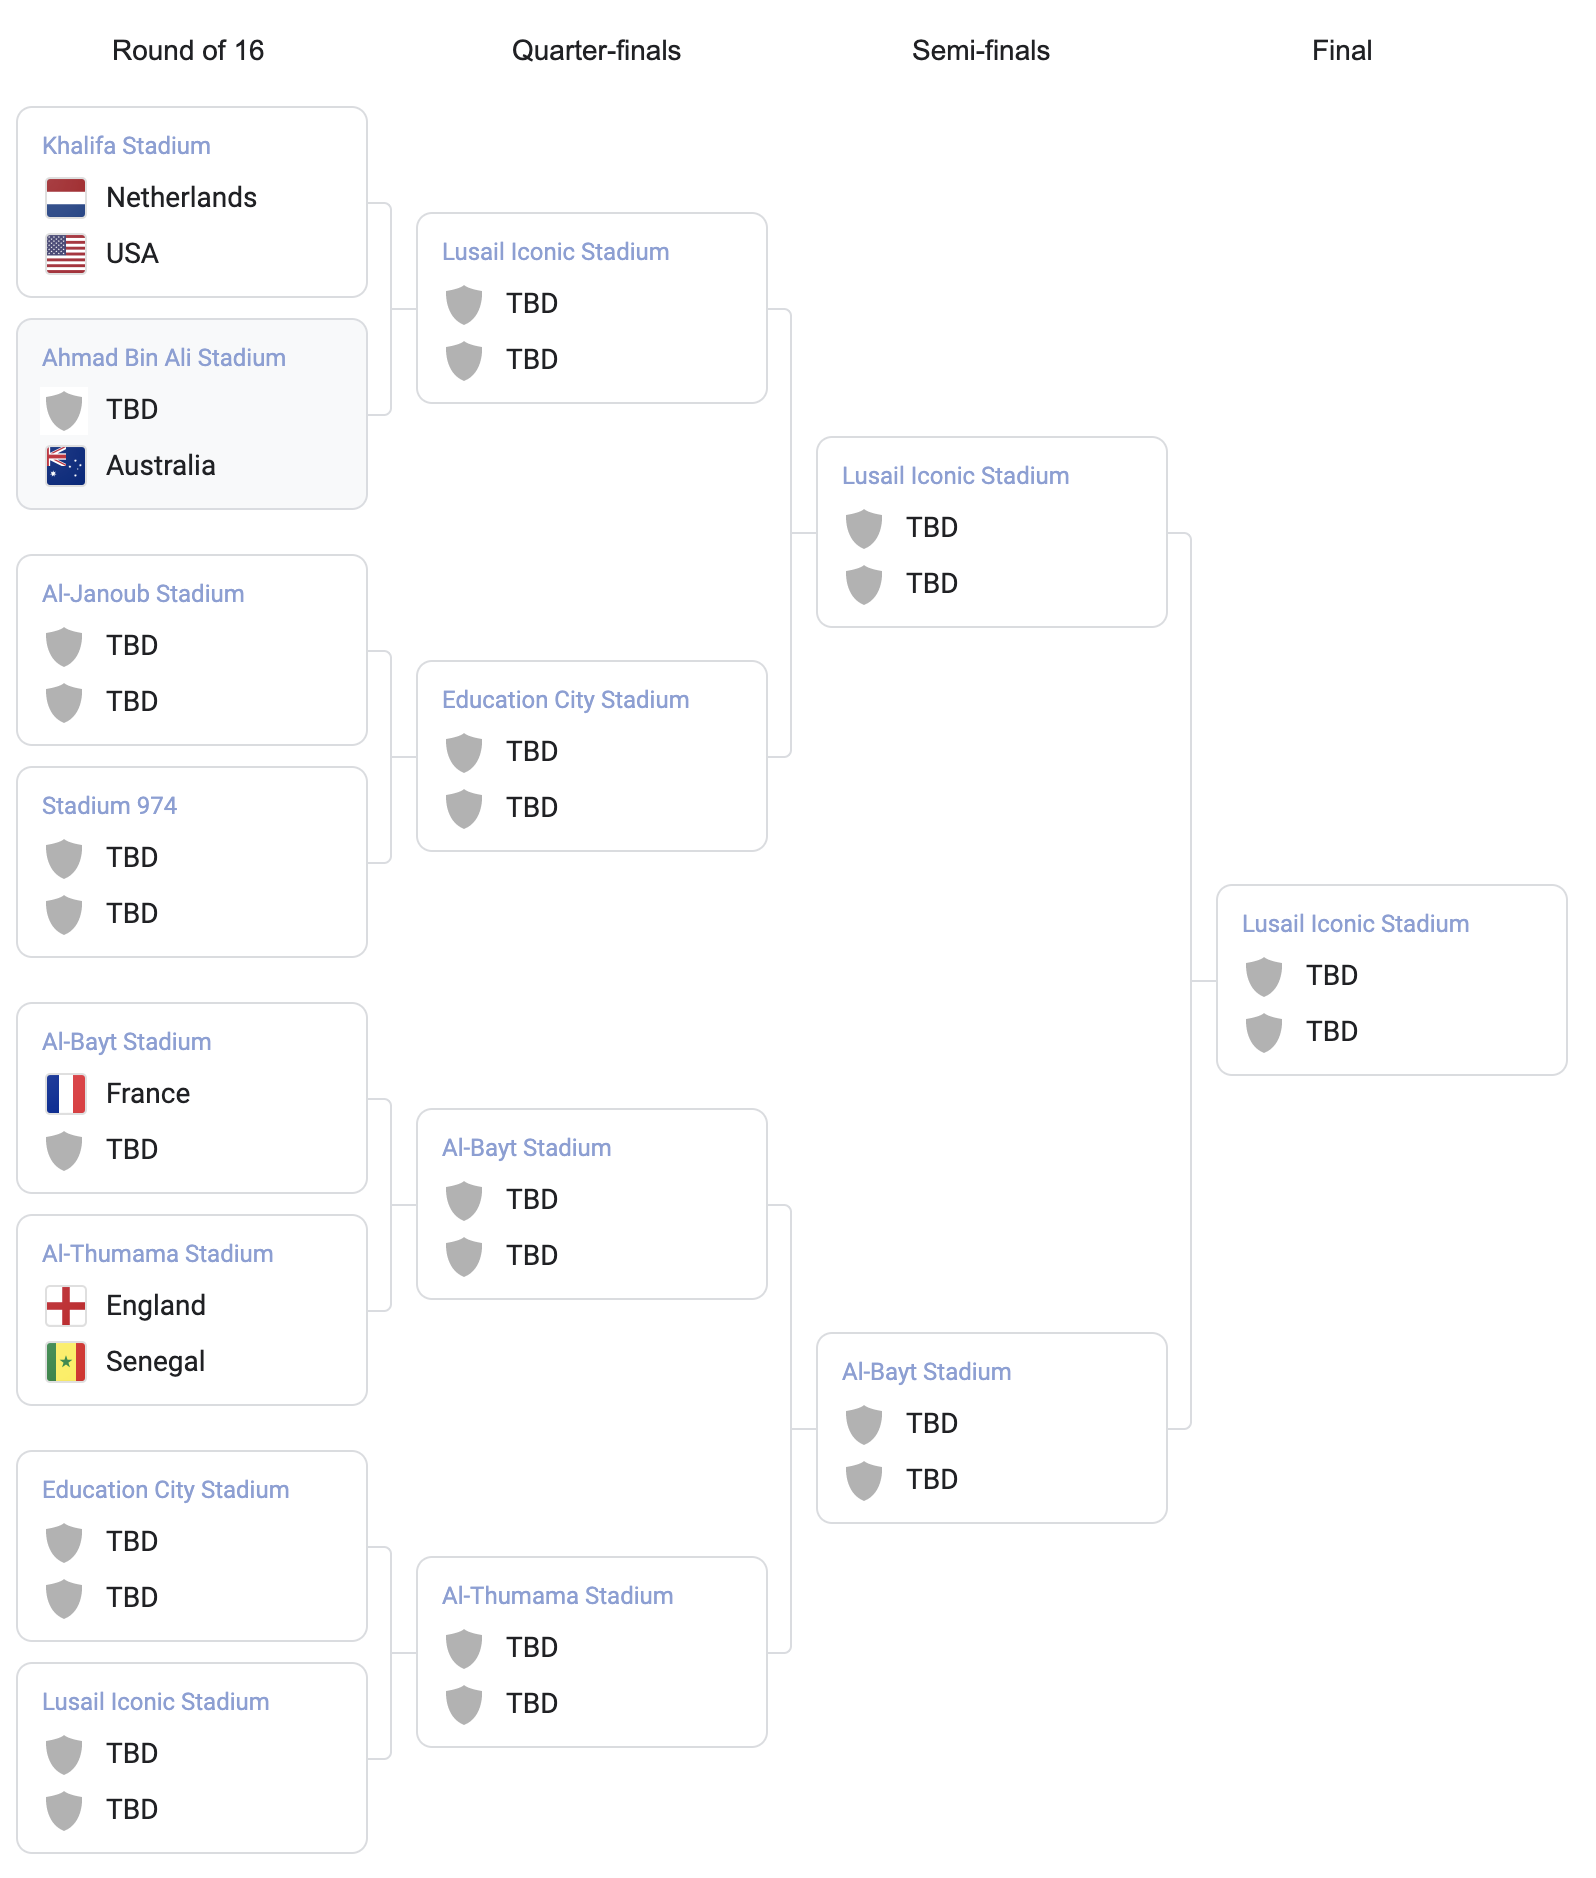 Round of 16
Quarter-finals
Semi-finals
Final
Khalifa Stadium
Netherlands
USA
Ahmad Bin Ali Stadium
TBD
Australia
Al-Janoub Stadium
TBD
TBD
Stadium 974
TBD
TBD
Al-Bayt Stadium
France
TBD
Al-Thumama Stadium
England
Senegal
Education City Stadium
TBD
TBD
Lusail Iconic Stadium
TBD
TBD
Lusail Iconic Stadium
TBD
TBD
Education City Stadium
TBD
TBD
Al-Bayt Stadium
TBD
TBD
Al-Thumama Stadium
TBD
TBD
Lusail Iconic Stadium
TBD
TBD
Al-Bayt Stadium
TBD
TBD
Lusail Iconic Stadium
TBD
TBD